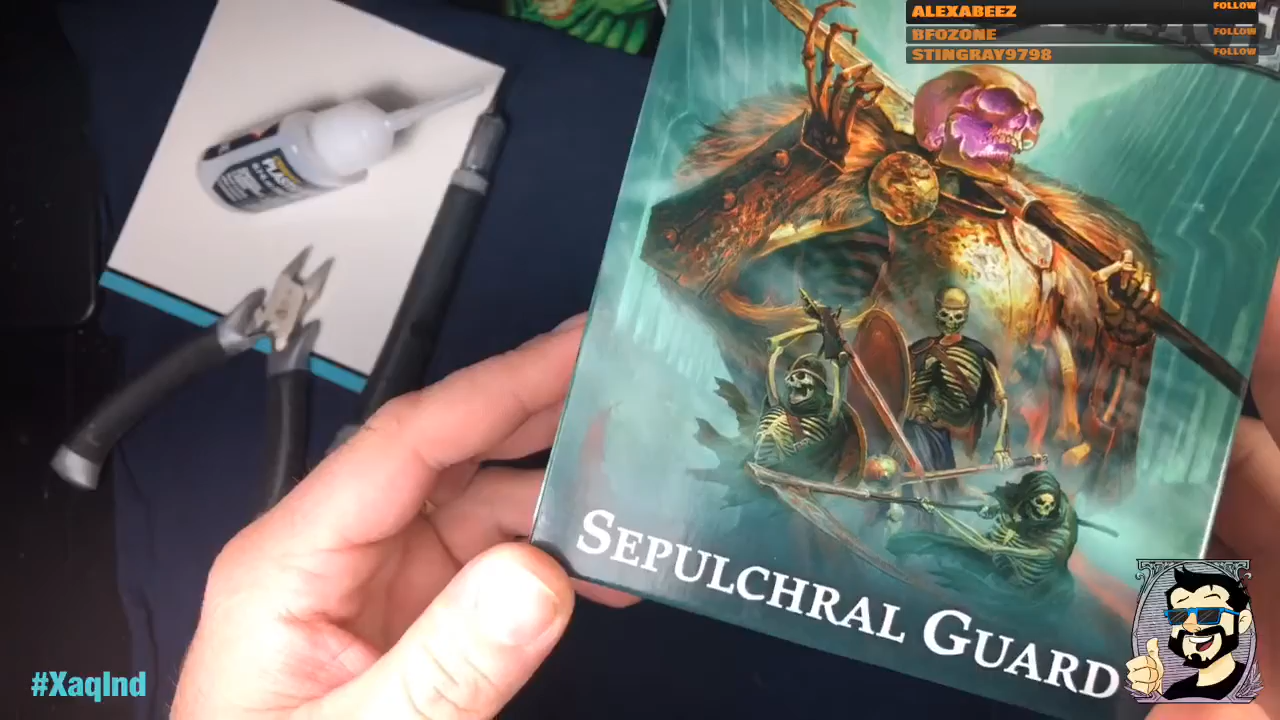 ALEXABEEZ FOLLOW
BFOZONE FOLLOW
STINGRAY9798 FOLLOW
SEPULCHRAL GUARD
#XaqInd